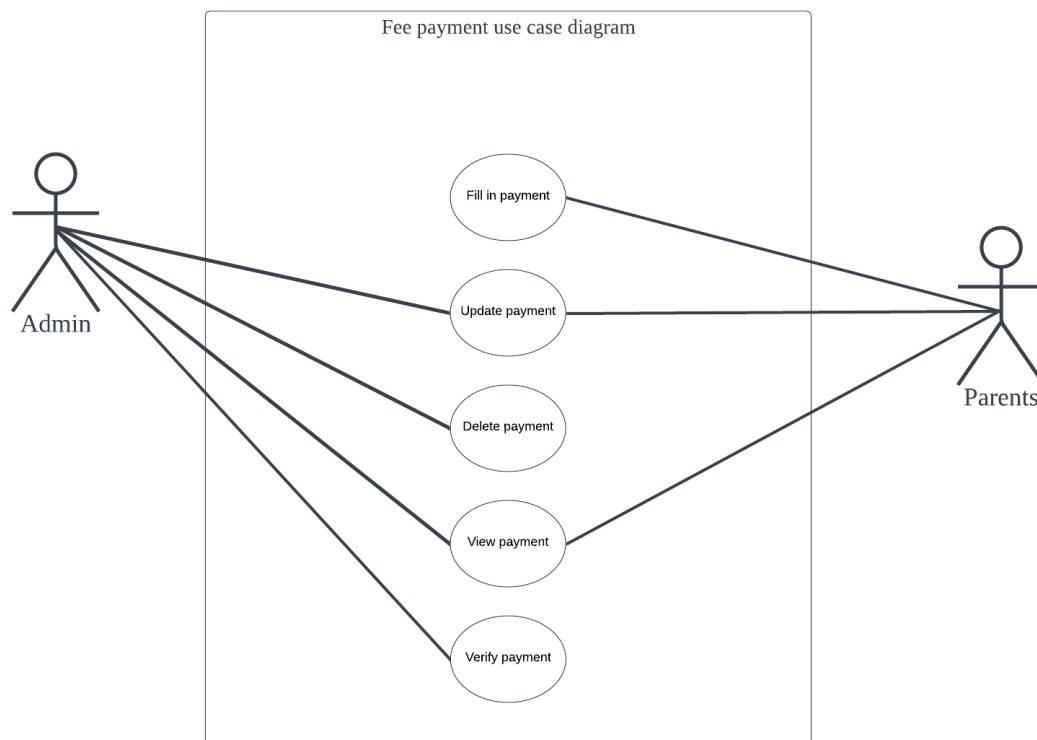 Fee payment use case diagram
Fill in payment
Update payment
Admin
Parents
Delete payment
View payment
Verify payment